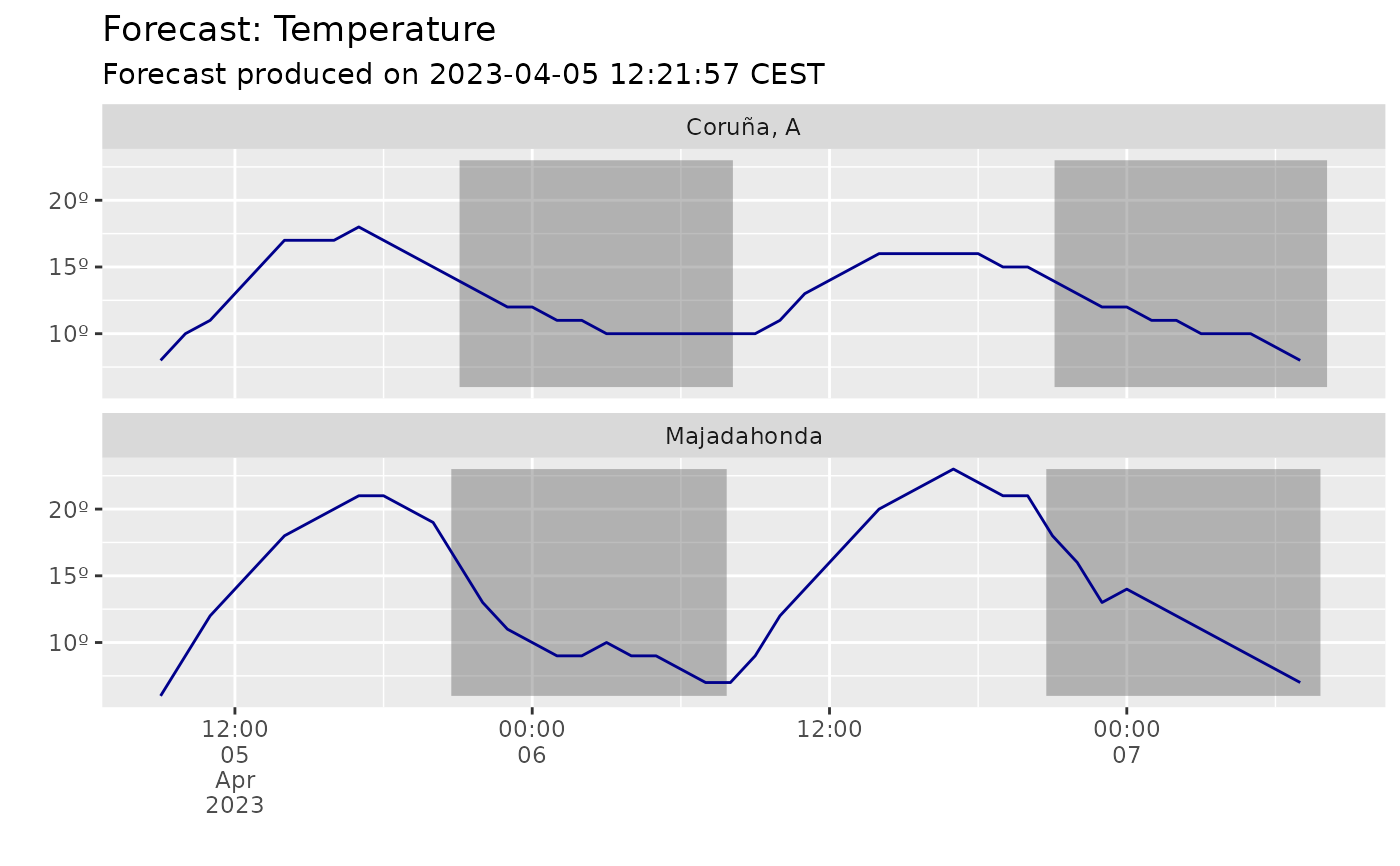 Forecast: Temperature
Forecast produced on 2023-04-05 12:21:57 CEST
Coruña, A
20º
15º
10º
Majadahonda
20º
15º
10º
12:00 00:00 12:00 00:00
05 06 07
Apr
2023